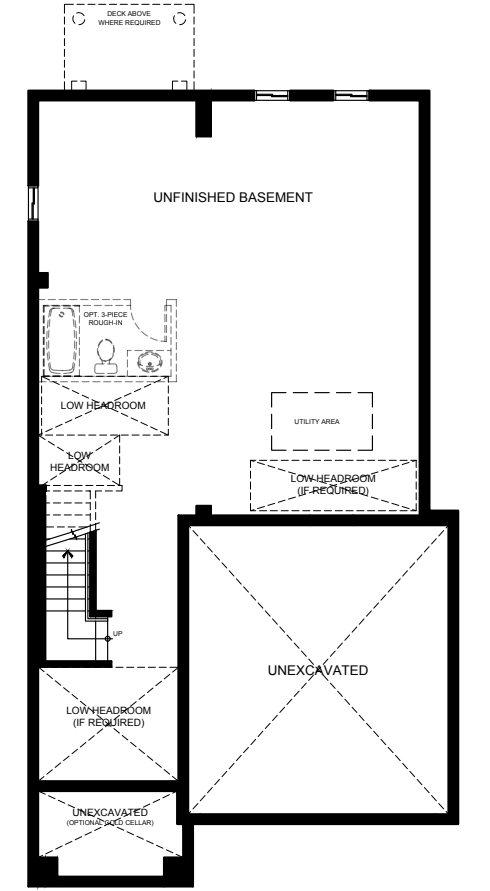 DECK ABOVE
WHERE REQUIRED
UNFINISHED BASEMENT
OPT. 3-PIECE
ROUGH-IN
LOW HEADROOM
UTILITY AREA
LOW
HEADROOM
LOW HEADROOM
(IF REQUIRED)
UP
UNEXCAVATED
LOW HEADROOM
(IF REQUIRED)
UNEXCAVATED
(OPTIONAL COLD CELLAR)